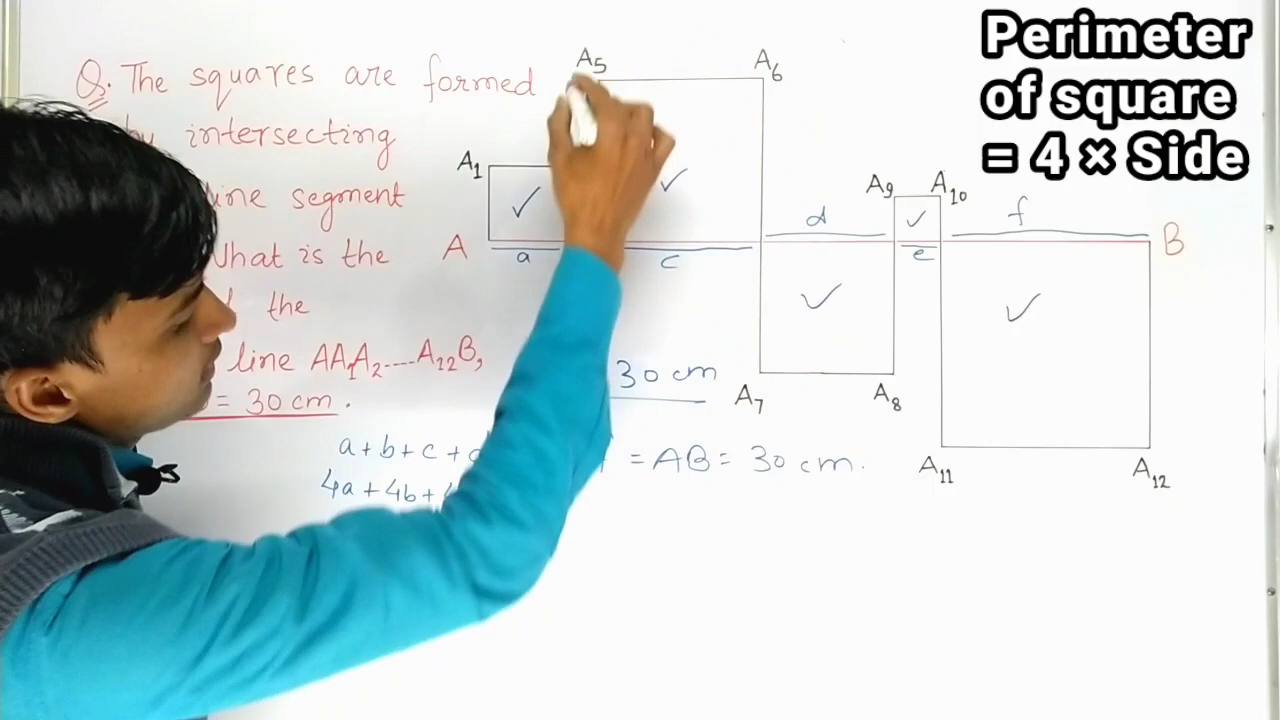 Perimeter
of square
= 4 × Side
Q. The squares are formed
by intersecting
line segment
What is the
the
line AA₁A₂----A₁₂B,
= 30 cm.
A₅
A₆
A₁
A₉
A₁₀
A
a
c
d
e
f
B
30 cm
A₇
A₈
a + b + c +
= AB = 30 cm.
4a + 4b +
A₁₁
A₁₂